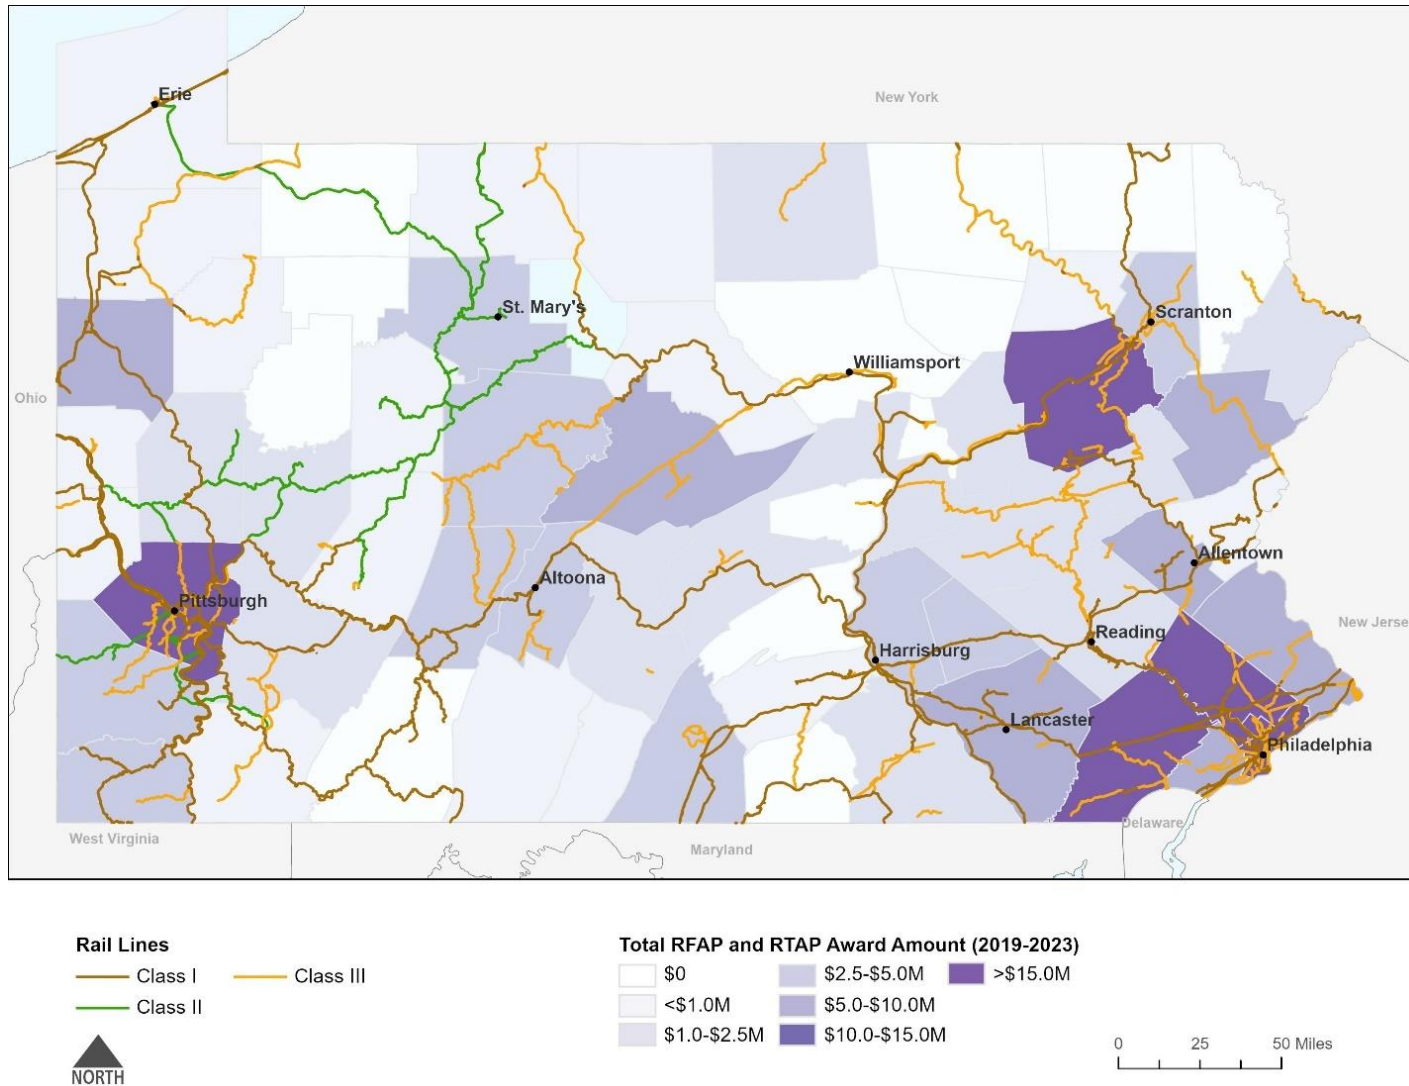 Erie
New York
St. Mary's
Scranton
Williamsport
Ohio
Allentown
Altoona
Pittsburgh
New Jerse
Reading
Harrisburg
Lancaster
Philadelphia
Delaware
West Virginia
Maryland
Rail Lines
Class I
Class III
Class II
NORTH
Total RFAP and RTAP Award Amount (2019-2023)
$0
$2.5-$5.0M
>$15.0M
<$1.0M
$5.0-$10.0M
$1.0-$2.5M
$10.0-$15.0M
0 25 50 Miles